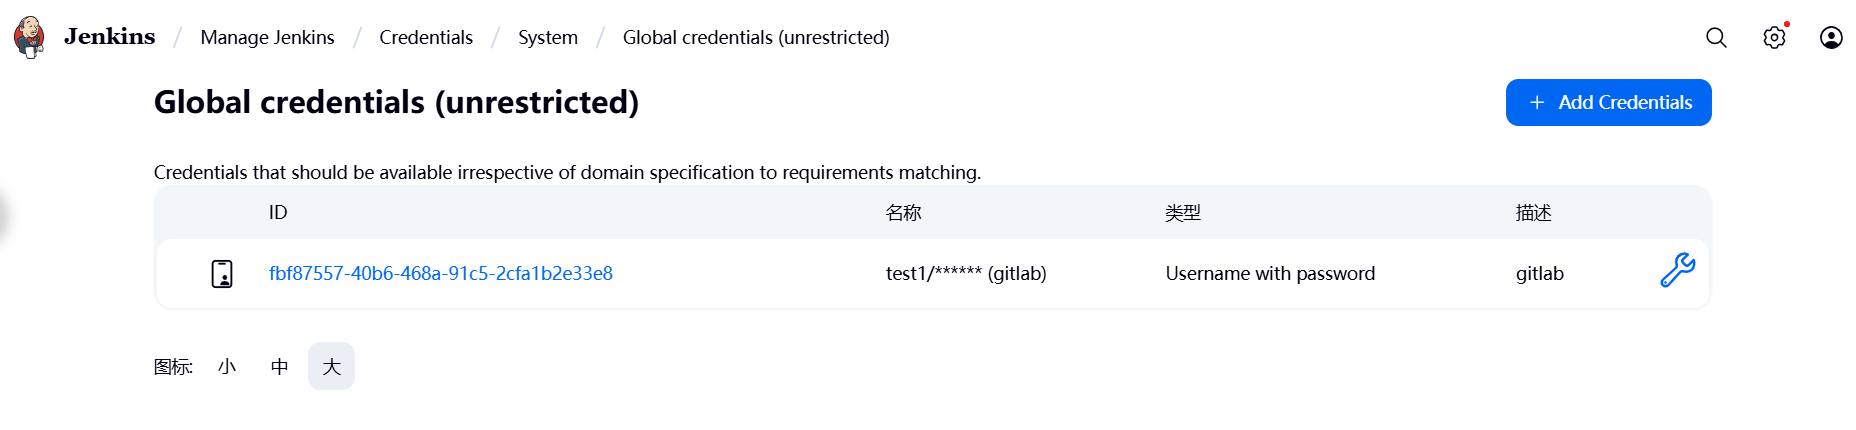 Jenkins / Manage Jenkins / Credentials / System / Global credentials (unrestricted)
Global credentials (unrestricted)
+ Add Credentials
Credentials that should be available irrespective of domain specification to requirements matching.
ID 名称 类型 描述
fbf87557-40b6-468a-91c5-2cfa1b2e33e8 test1/****** (gitlab) Username with password gitlab
图标: 小 中 大